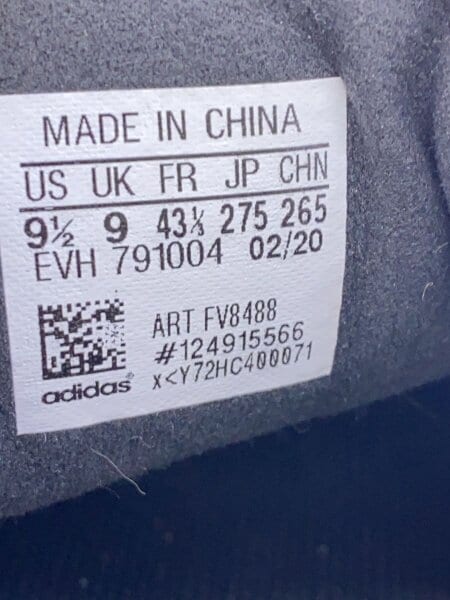 MADE IN CHINA
US UK FR JP CHN
9½ 9 43⅓ 275 265
EVH 791004 02/20
ART FV8488
#124915566
x<Y72HC400071
adidas